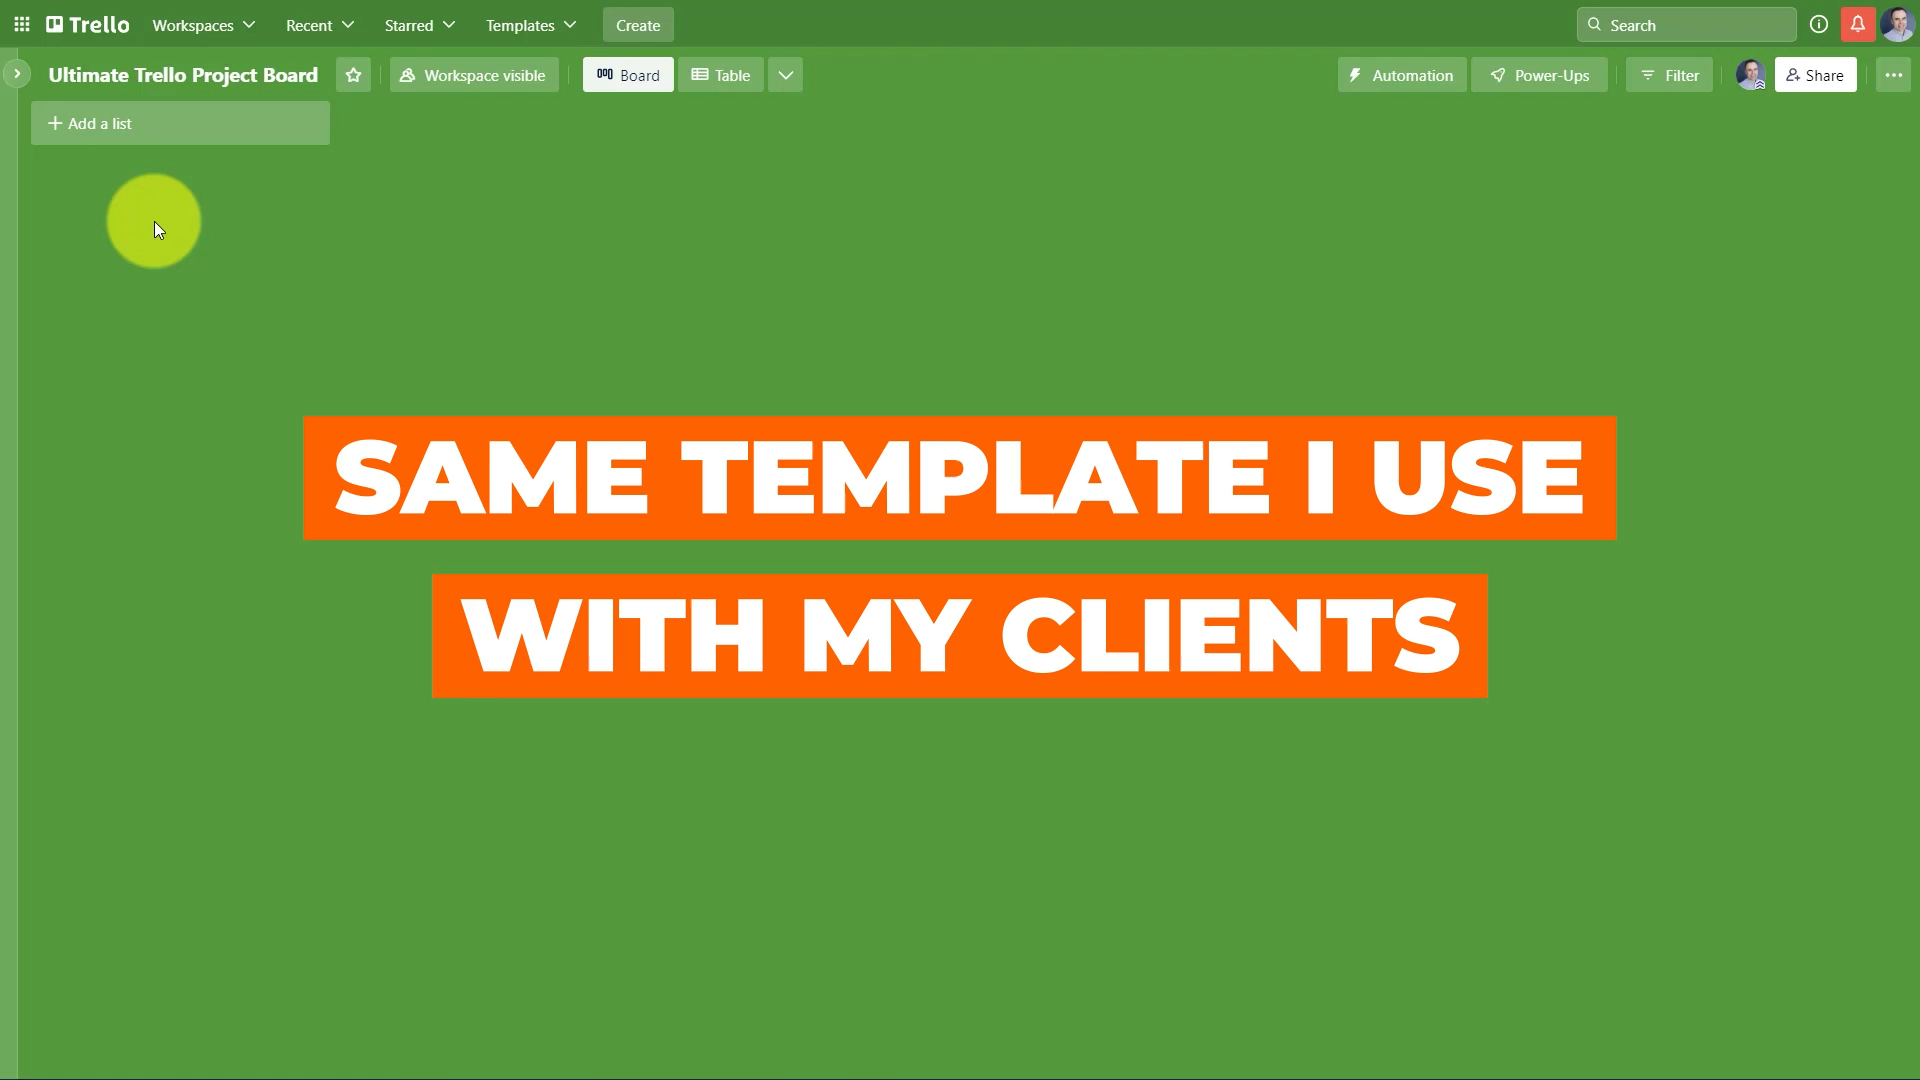 Trello Workspaces Recent Starred Templates Create Search
Ultimate Trello Project Board Workspace visible Board Table Automation Power-Ups Filter Share
Add a list
SAME TEMPLATE I USE
WITH MY CLIENTS